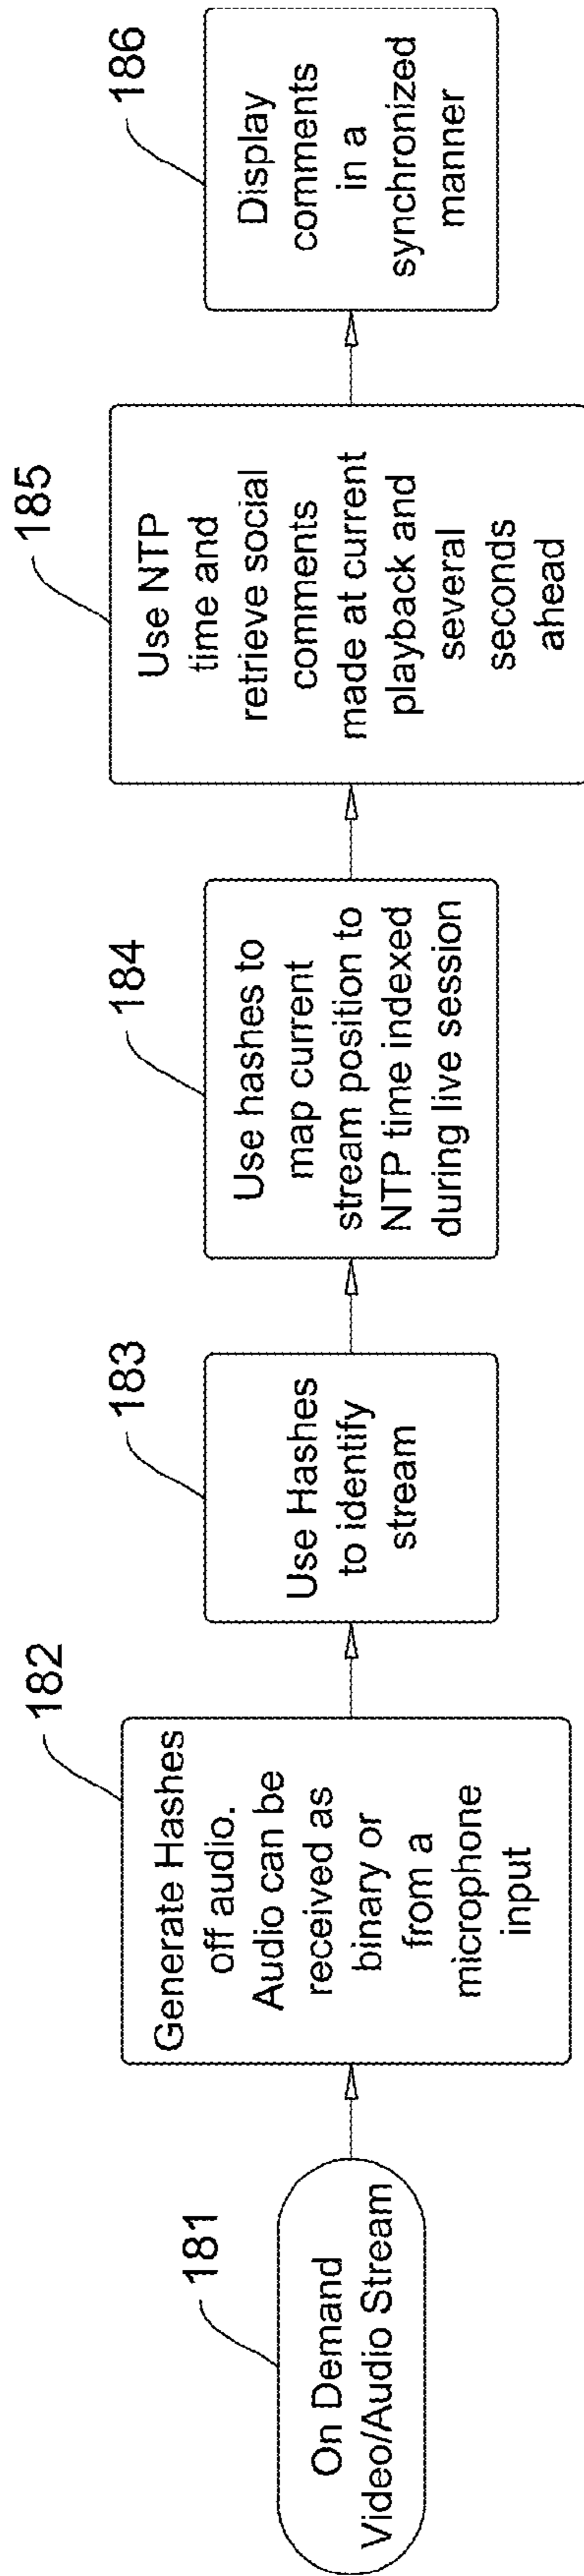 181
On Demand
Video/Audio Stream
182
Generate Hashes
off audio.
Audio can be
received as
binary or
from a
microphone
input
183
Use Hashes
to identify
stream
184
Use hashes to
map current
stream position to
NTP time indexed
during live session
185
Use NTP
time and
retrieve social
comments
made at current
playback and
several
seconds
ahead
186
Display
comments
in a
synchronized
manner